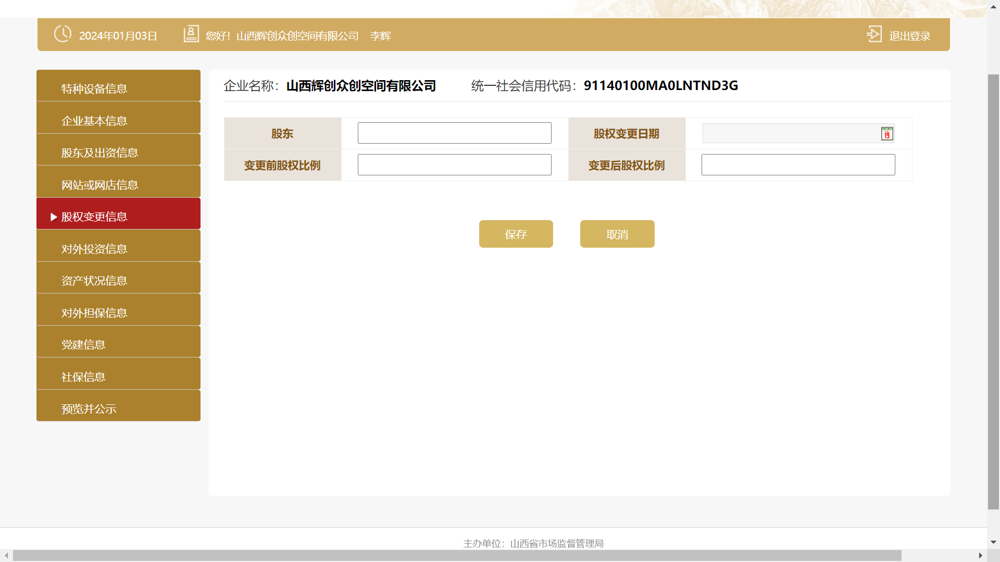 2024年01月03日 您好！山西辉创众创空间有限公司 李辉 退出登录
特种设备信息
企业基本信息
股东及出资信息
网站或网店信息
股权变更信息
对外投资信息
资产状况信息
对外担保信息
党建信息
社保信息
预览并公示
企业名称：山西辉创众创空间有限公司 统一社会信用代码：91140100MA0LNTND3G
股东 股权变更日期 19
变更前股权比例 变更后股权比例
保存 取消
主办单位：山西省市场监督管理局